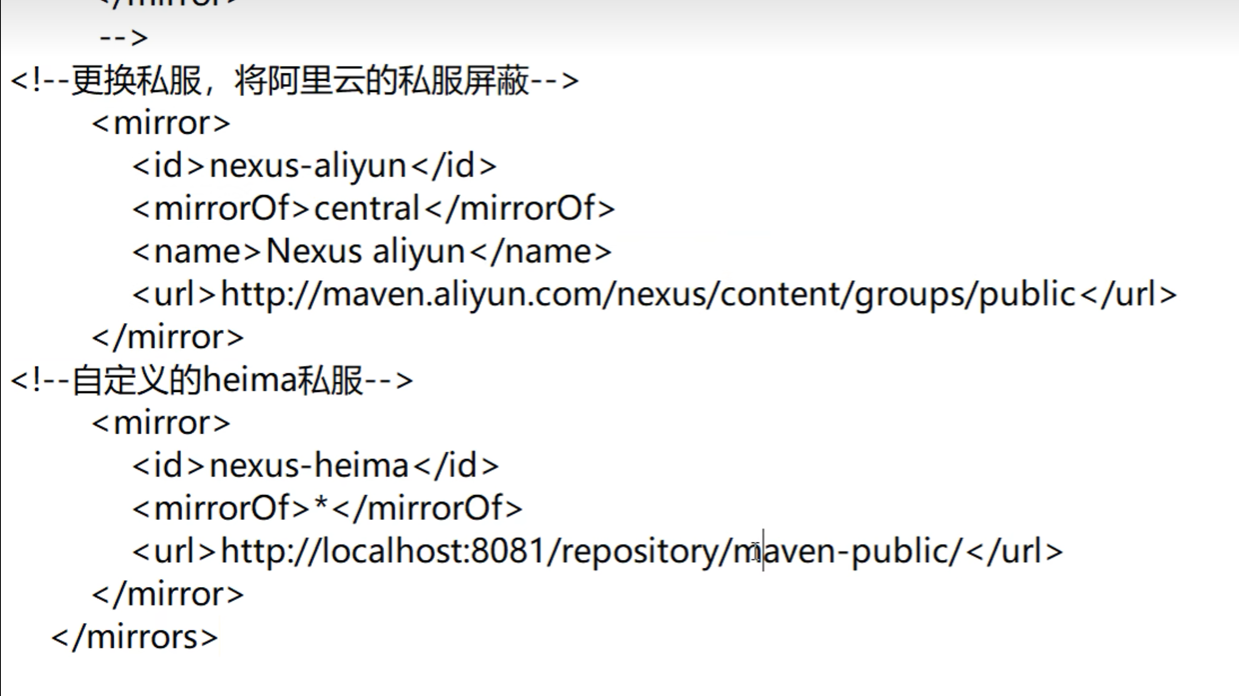 </mirror>
-->
<!--更换私服，将阿里云的私服屏蔽-->
<mirror>
<id>nexus-aliyun</id>
<mirrorOf>central</mirrorOf>
<name>Nexus aliyun</name>
<url>http://maven.aliyun.com/nexus/content/groups/public</url>
</mirror>
<!--自定义的heima私服-->
<mirror>
<id>nexus-heima</id>
<mirrorOf>*</mirrorOf>
<url>http://localhost:8081/repository/maven-public/</url>
</mirror>
</mirrors>